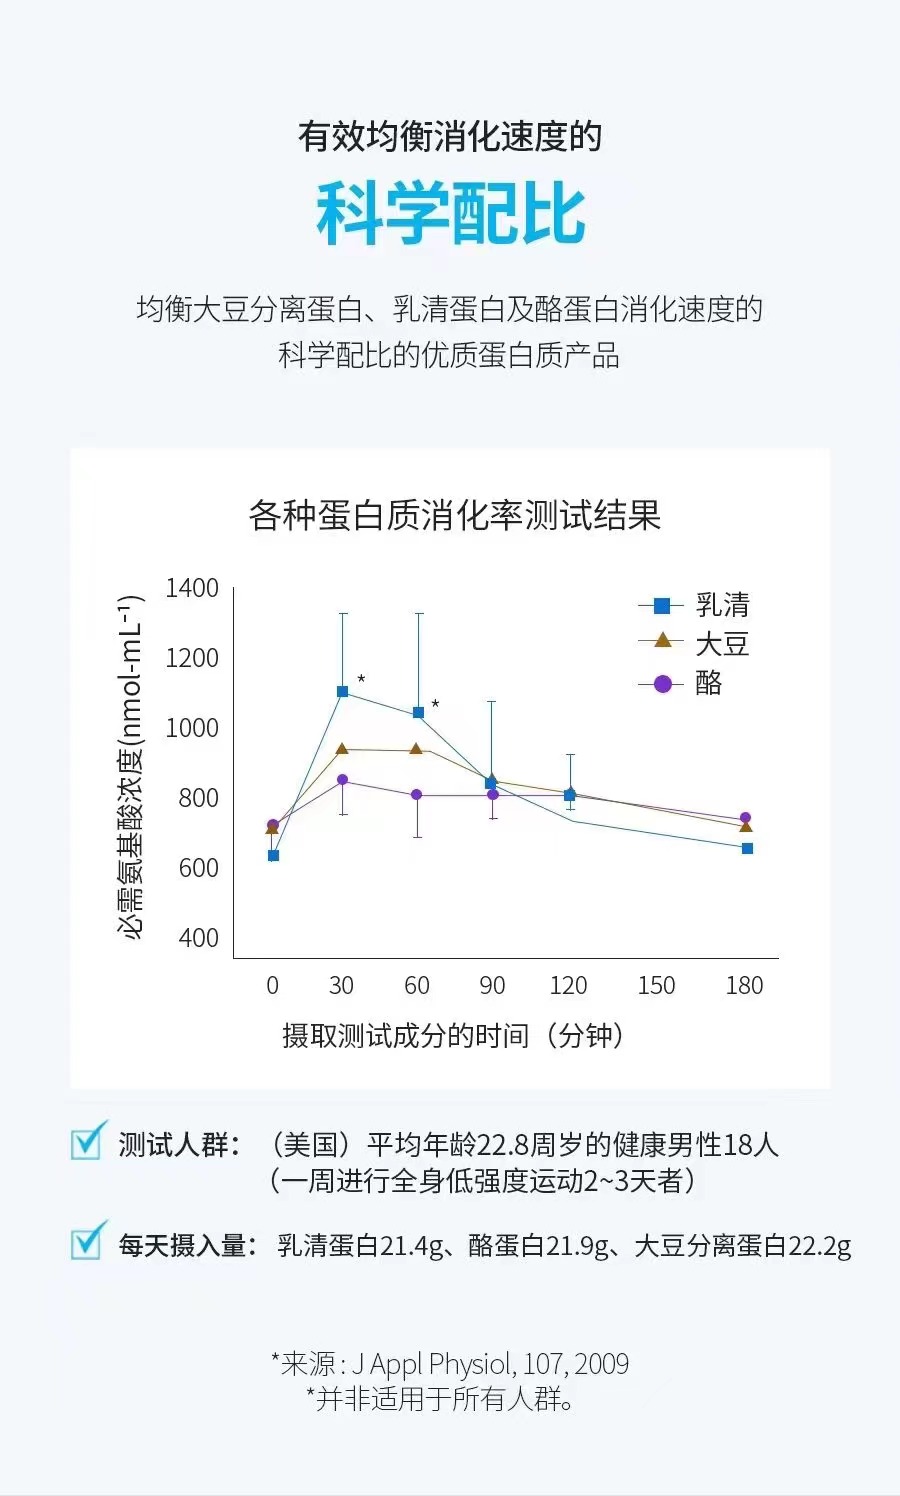 有效均衡消化速度的
科学配比
均衡大豆分离蛋白、乳清蛋白及酪蛋白消化速度的
科学配比的优质蛋白质产品
各种蛋白质消化率测试结果
必需氨基酸浓度(nmol-mL⁻¹)
1400
1200
1000
800
600
400
乳清
大豆
酪
*
*
0 30 60 90 120 150 180
摄取测试成分的时间（分钟）
测试人群：（美国）平均年龄22.8周岁的健康男性18人
（一周进行全身低强度运动2~3天者）
每天摄入量： 乳清蛋白21.4g、酪蛋白21.9g、大豆分离蛋白22.2g
*来源 : J Appl Physiol, 107, 2009
*并非适用于所有人群。